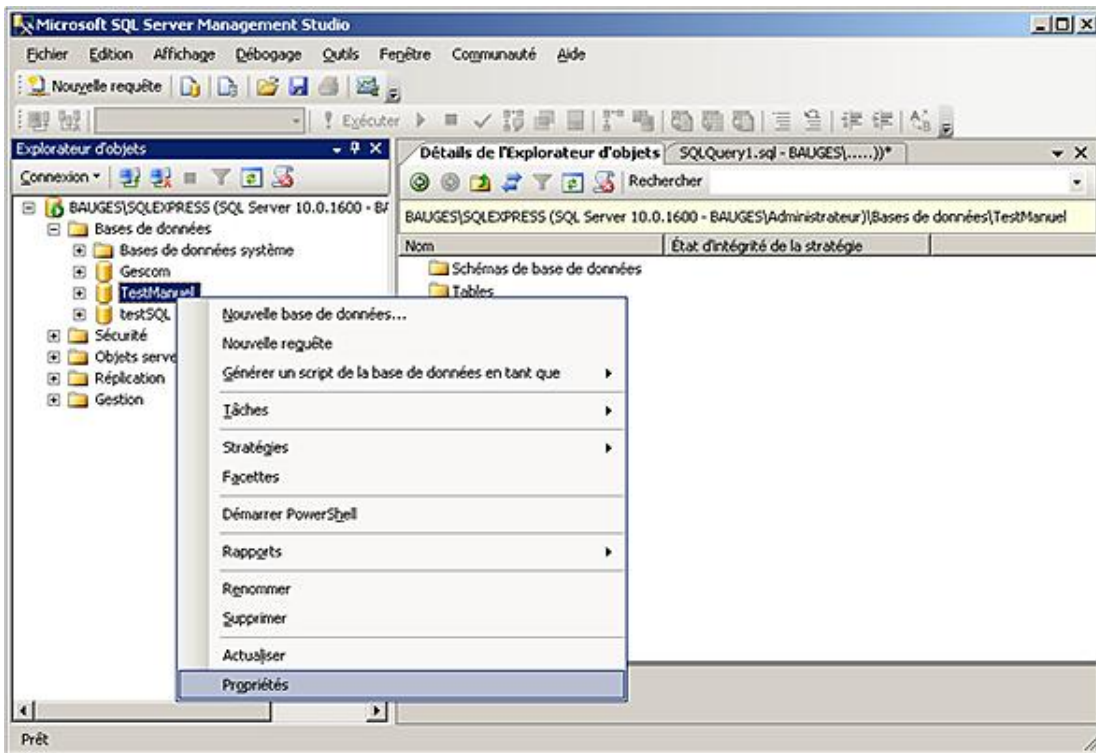 Microsoft SQL Server Management Studio
Fichier Edition Affichage Débogage Outils Fenêtre Communauté Aide
Nouvelle requête
Exécuter
Explorateur d'objets
Connexion
BAUGES\SQLEXPRESS (SQL Server 10.0.1600 - BA
Bases de données
Bases de données système
Gescom
TestManuel
testSQL
Sécurité
Objets serve
Réplication
Gestion
Détails de l'Explorateur d'objets
SQLQuery1.sql - BAUGES\(.....))*
Rechercher
BAUGES\SQLEXPRESS (SQL Server 10.0.1600 - BAUGES\Administrateur)\Bases de données\TestManuel
Nom État d'intégrité de la stratégie
Schémas de base de données
Tables
Nouvelle base de données...
Nouvelle requête
Générer un script de la base de données en tant que
Tâches
Stratégies
Facettes
Démarrer PowerShell
Rapports
Renommer
Supprimer
Actualiser
Propriétés
Prêt